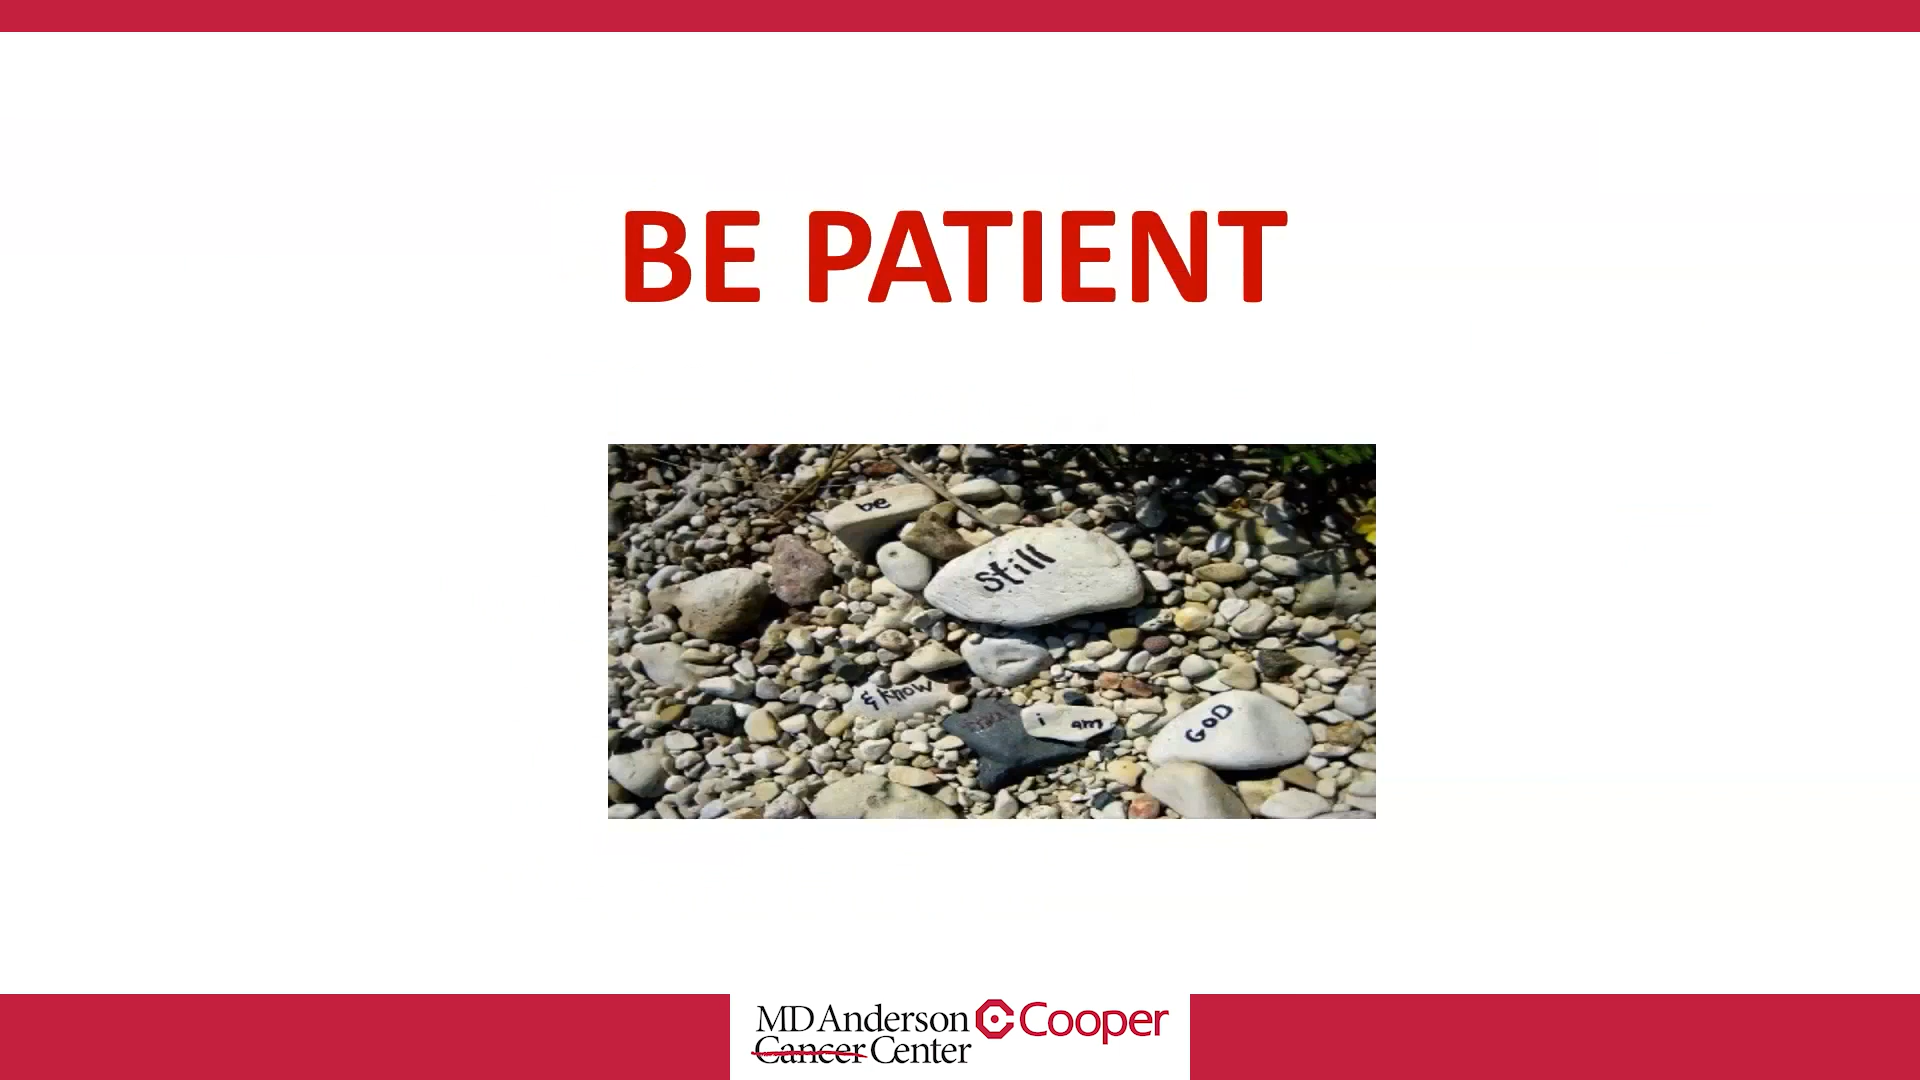 BE PATIENT
be
still
& know
i am
GOD
MD Anderson Cooper
Cancer Center